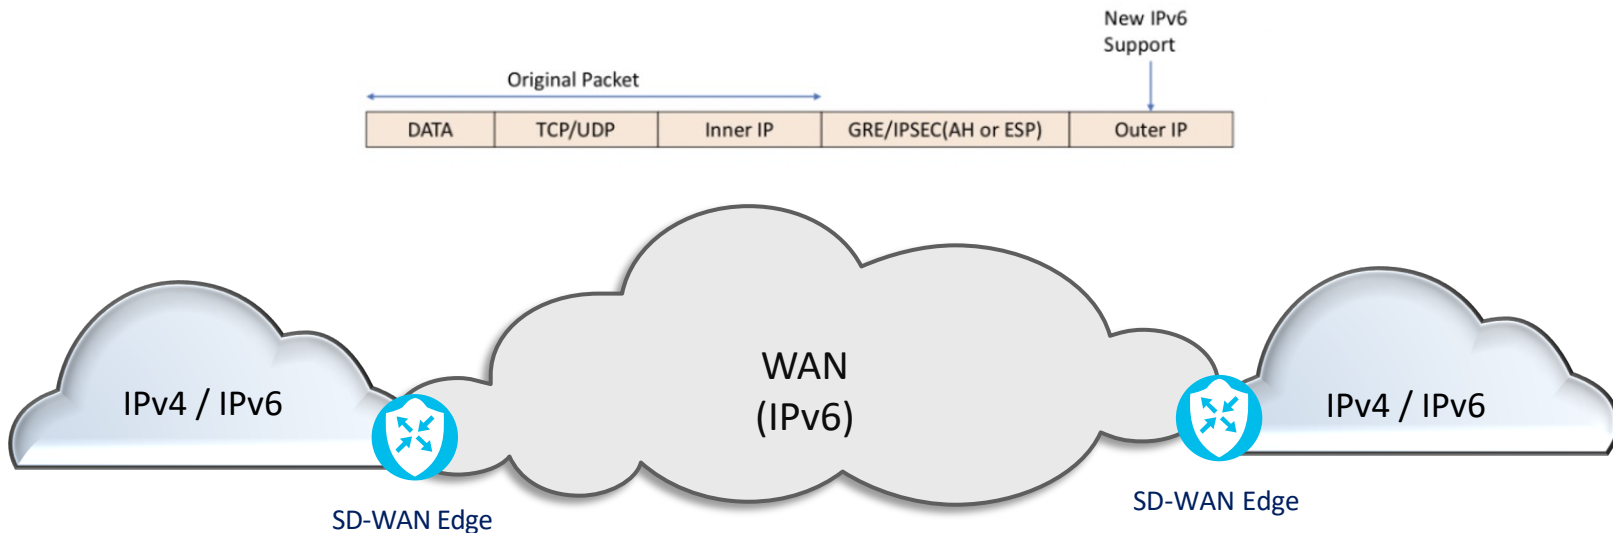 New IPv6
Support
Original Packet
DATA
TCP/UDP
Inner IP
GRE/IPSEC(AH or ESP)
Outer IP
IPv4 / IPv6
WAN
(IPv6)
IPv4 / IPv6
SD-WAN Edge
SD-WAN Edge